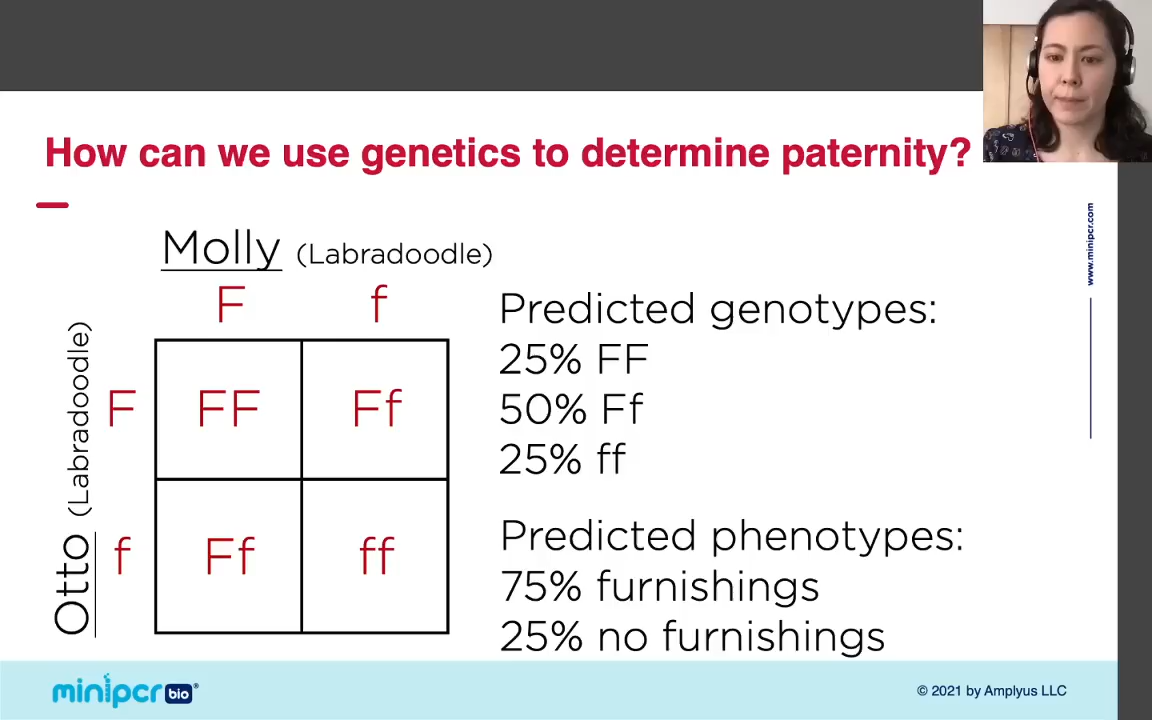 How can we use genetics to determine paternity?
Molly (Labradoodle)
F f
Otto (Labradoodle)
F FF Ff
f Ff ff
Predicted genotypes:
25% FF
50% Ff
25% ff
Predicted phenotypes:
75% furnishings
25% no furnishings
www.minipcr.com
minipcr bio®
© 2021 by Amplyus LLC